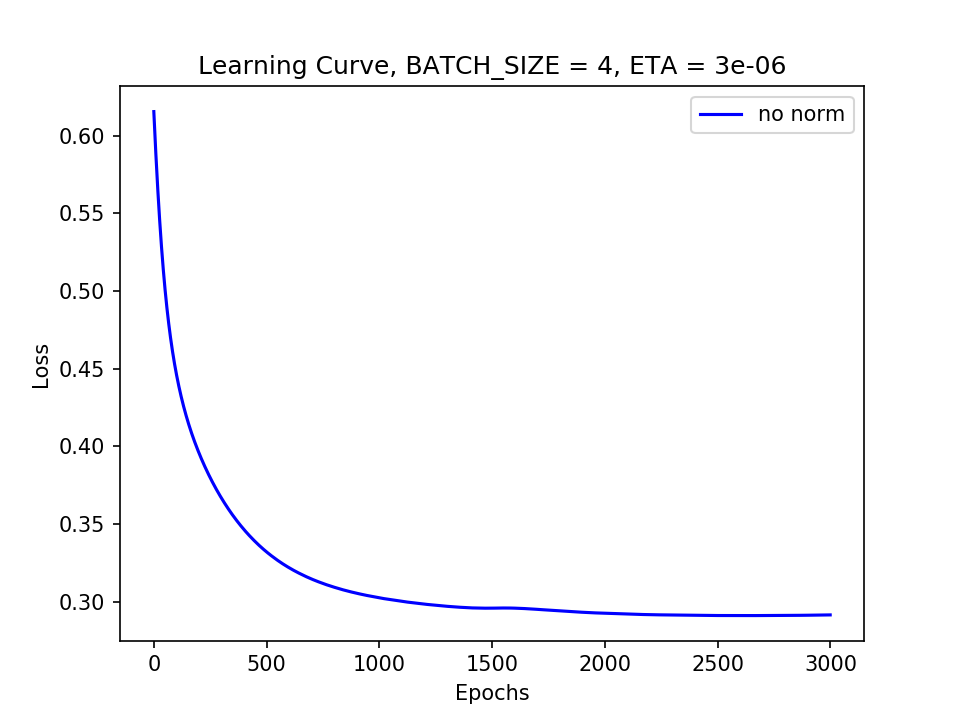 Learning Curve, BATCH_SIZE = 4, ETA = 3e-06
no norm
0.60
0.55
0.50
0.45
0.40
0.35
0.30
Loss
0 500 1000 1500 2000 2500 3000
Epochs